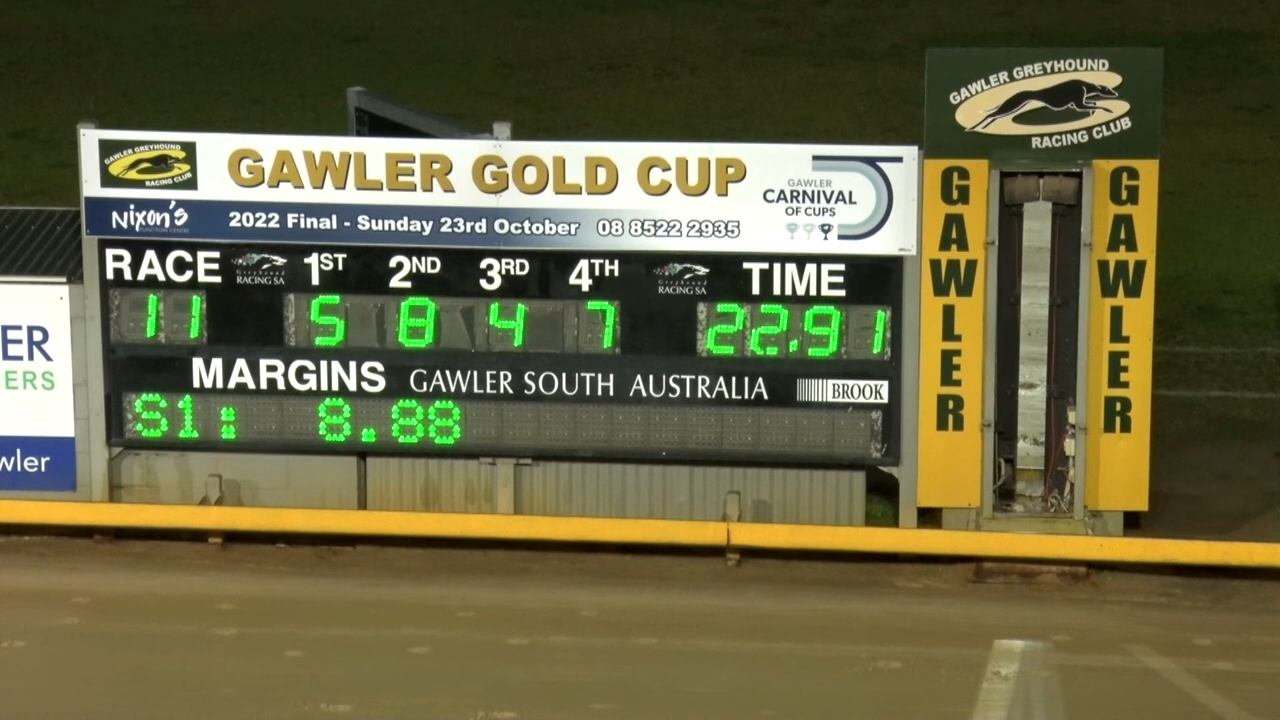 GAWLER GREYHOUND
RACING CLUB
GAWLER GREYHOUND
RACING CLUB
GAWLER GOLD CUP
GAWLER
CARNIVAL
OF CUPS
Nixon's
FUNCTION CENTRE
2022 Final - Sunday 23rd October 08 8522 2935
RACE
Greyhound
RACING SA
1ST 2ND 3RD 4TH
Greyhound
RACING SA
TIME
11 5 8 4 7 22.91
MARGINS GAWLER SOUTH AUSTRALIA BROOK
S1: 8.88
GAWLER
GAWLER
ER
ERS
wler